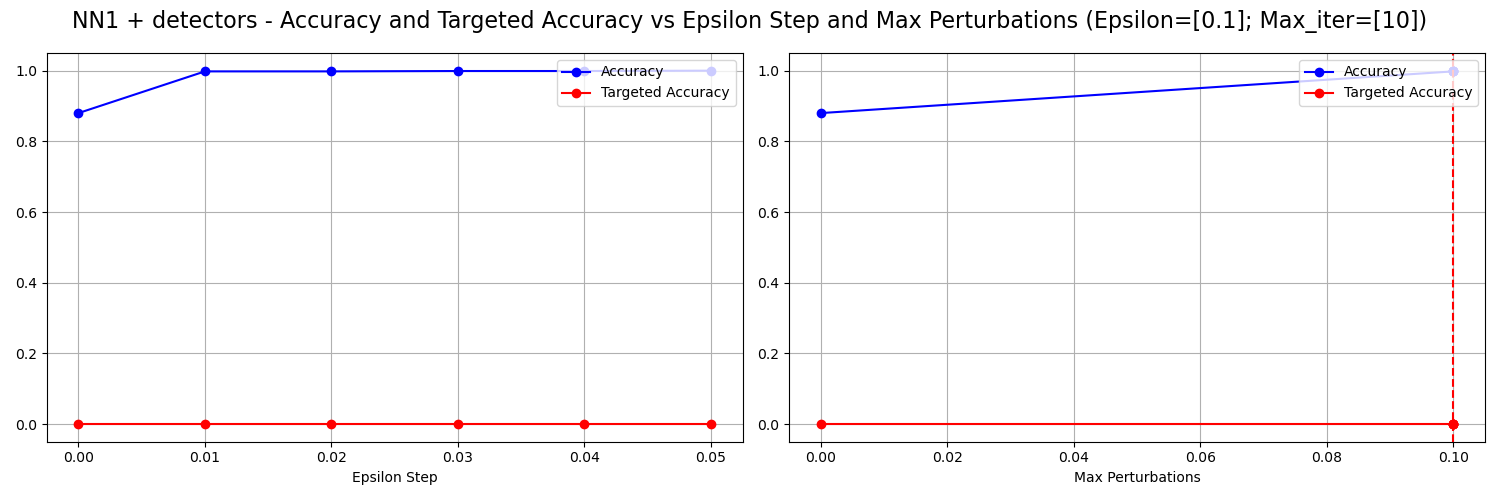 NN1 + detectors - Accuracy and Targeted Accuracy vs Epsilon Step and Max Perturbations (Epsilon=[0.1]; Max_iter=[10])
1.0
0.8
0.6
0.4
0.2
0.0
Accuracy
Targeted Accuracy
0.00 0.01 0.02 0.03 0.04 0.05
Epsilon Step
1.0
0.8
0.6
0.4
0.2
0.0
Accuracy
Targeted Accuracy
0.00 0.02 0.04 0.06 0.08 0.10
Max Perturbations